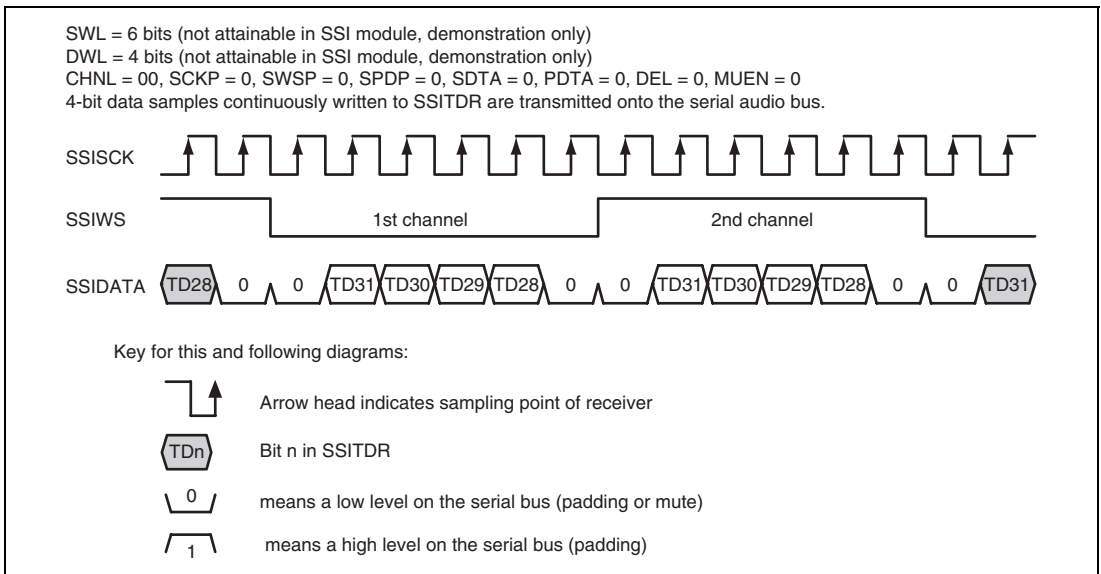 SWL = 6 bits (not attainable in SSI module, demonstration only)
DWL = 4 bits (not attainable in SSI module, demonstration only)
CHNL = 00, SCKP = 0, SWSP = 0, SPDP = 0, SDTA = 0, PDTA = 0, DEL = 0, MUEN = 0
4-bit data samples continuously written to SSITDR are transmitted onto the serial audio bus.
SSISCK
SSIWS 1st channel 2nd channel
SSIDATA TD28 0 0 TD31 TD30 TD29 TD28 0 0 TD31 TD30 TD29 TD28 0 0 TD31
Key for this and following diagrams:
Arrow head indicates sampling point of receiver
TDn Bit n in SSITDR
0 means a low level on the serial bus (padding or mute)
1 means a high level on the serial bus (padding)